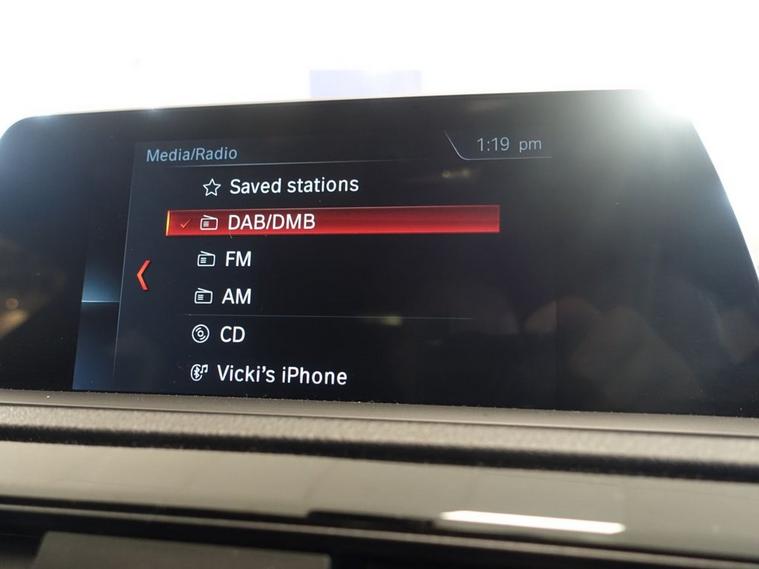 Media/Radio
1:19 pm
Saved stations
DAB/DMB
FM
AM
CD
Vicki's iPhone